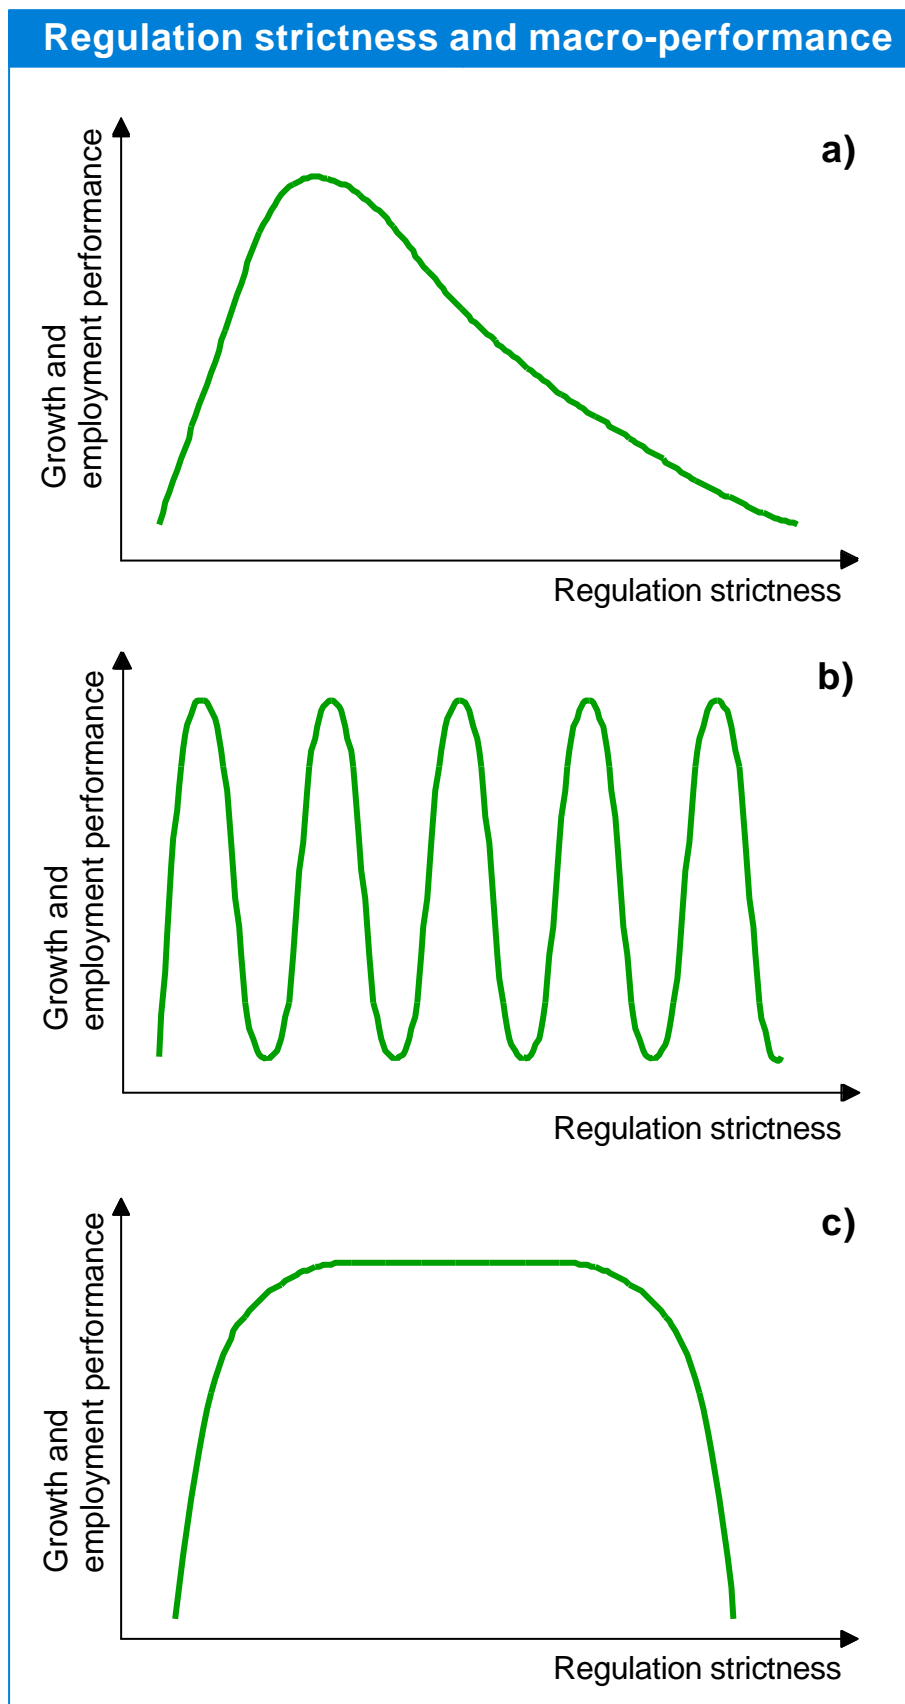 Regulation strictness and macro-performance
a)
Growth and
employment performance
Regulation strictness
b)
Growth and
employment performance
Regulation strictness
c)
Growth and
employment performance
Regulation strictness